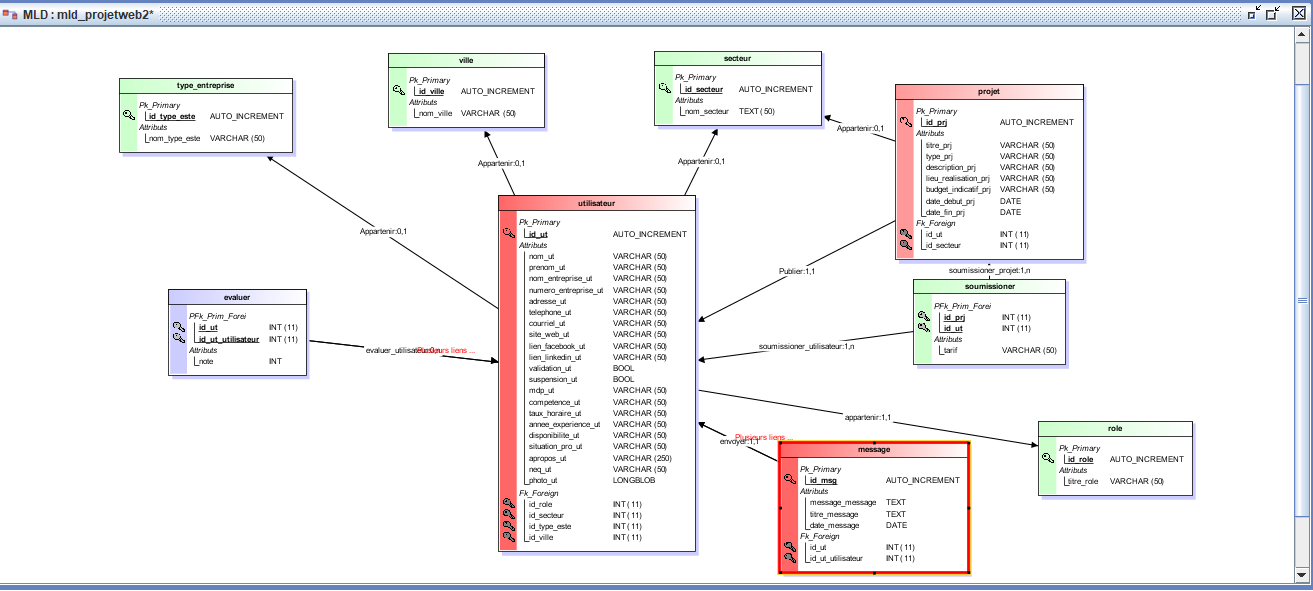 MLD : mld_projetweb2*
type_entreprise
Pk_Primary
id_type_este AUTO_INCREMENT
Attributs
nom_type_este VARCHAR (50)
ville
Pk_Primary
id_ville AUTO_INCREMENT
Attributs
nom_ville VARCHAR (50)
secteur
Pk_Primary
id_secteur AUTO_INCREMENT
Attributs
nom_secteur TEXT (50)
projet
Pk_Primary
id_prj AUTO_INCREMENT
Attributs
titre_prj VARCHAR (50)
type_prj VARCHAR (50)
description_prj VARCHAR (50)
lieu_realisation_prj VARCHAR (50)
budget_indicatif_prj VARCHAR (50)
date_debut_prj DATE
date_fin_prj DATE
Fk_Foreign
id_ut INT ( 11)
id_secteur INT ( 11)
Appartenir:0,1
Appartenir:0,1
Appartenir:0,1
Appartenir:0,1
utilisateur
Pk_Primary
id_ut AUTO_INCREMENT
Attributs
nom_ut VARCHAR (50)
prenom_ut VARCHAR (50)
nom_entreprise_ut VARCHAR (50)
numero_entreprise_ut VARCHAR (50)
adresse_ut VARCHAR (50)
telephone_ut VARCHAR (50)
courriel_ut VARCHAR (50)
site_web_ut VARCHAR (50)
lien_facebook_ut VARCHAR (50)
lien_linkedin_ut VARCHAR (50)
validation_ut BOOL
suspension_ut BOOL
mdp_ut VARCHAR (50)
competence_ut VARCHAR (50)
taux_horaire_ut VARCHAR (50)
annee_experience_ut VARCHAR (50)
disponibilite_ut VARCHAR (50)
situation_pro_ut VARCHAR (50)
apropos_ut VARCHAR (250)
neq_ut VARCHAR (50)
photo_ut LONGBLOB
Fk_Foreign
id_role INT ( 11)
id_secteur INT ( 11)
id_type_este INT ( 11)
id_ville INT ( 11)
Publier:1,1
soumissioner_projet:1,n
soumissioner
PFk_Prim_Forei
id_prj INT (11)
id_ut INT (11)
Attributs
tarif VARCHAR (50)
soumissioner_utilisateur:1,n
evaluer
PFk_Prim_Forei
id_ut INT (11)
id_ut_utilisateur INT (11)
Attributs
note INT
evaluer_utilisateur:0,n
Plusieurs liens ...
appartenir:1,1
role
Pk_Primary
id_role AUTO_INCREMENT
Attributs
titre_role VARCHAR (50)
Plusieurs liens ...
envoyer:1,1
message
Pk_Primary
id_msg AUTO_INCREMENT
Attributs
message_message TEXT
titre_message TEXT
date_message DATE
Fk_Foreign
id_ut INT ( 11)
id_ut_utilisateur INT ( 11)